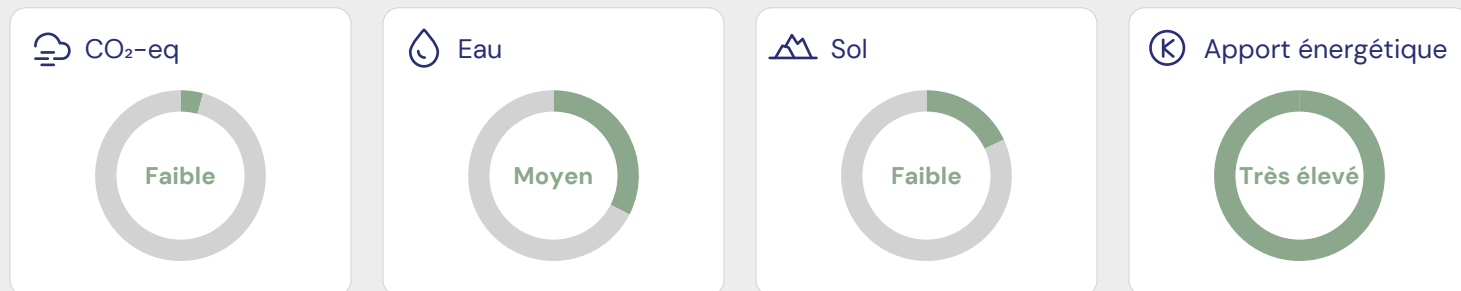 CO₂-eq
Faible
Eau
Moyen
Sol
Faible
Apport énergétique
Très élevé